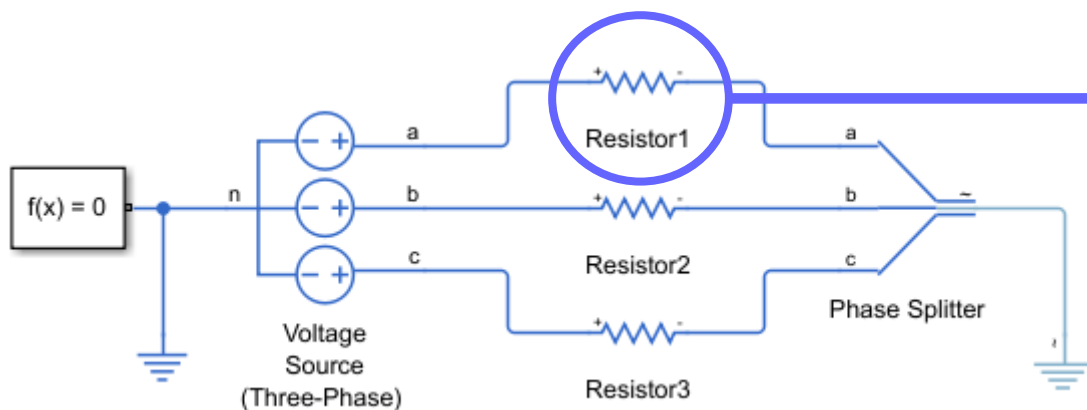 f(x) = 0
n
a
b
c
Voltage
Source
(Three-Phase)
+
-
Resistor1
+
-
Resistor2
+
-
Resistor3
a
b
c
~
Phase Splitter
~